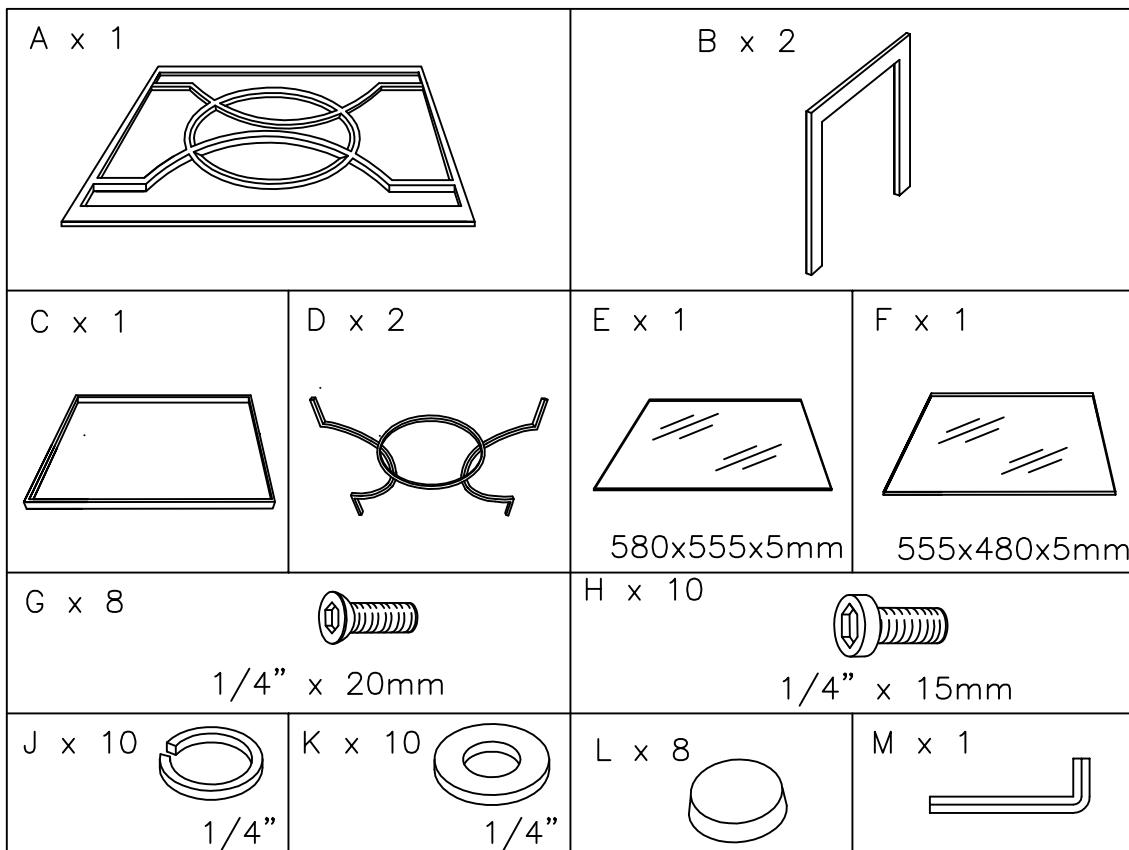 A x 1
B x 2
C x 1
D x 2
E x 1
580x555x5mm
F x 1
555x480x5mm
G x 8
1/4” x 20mm
H x 10
1/4” x 15mm
J x 10
1/4”
K x 10
1/4”
L x 8
M x 1